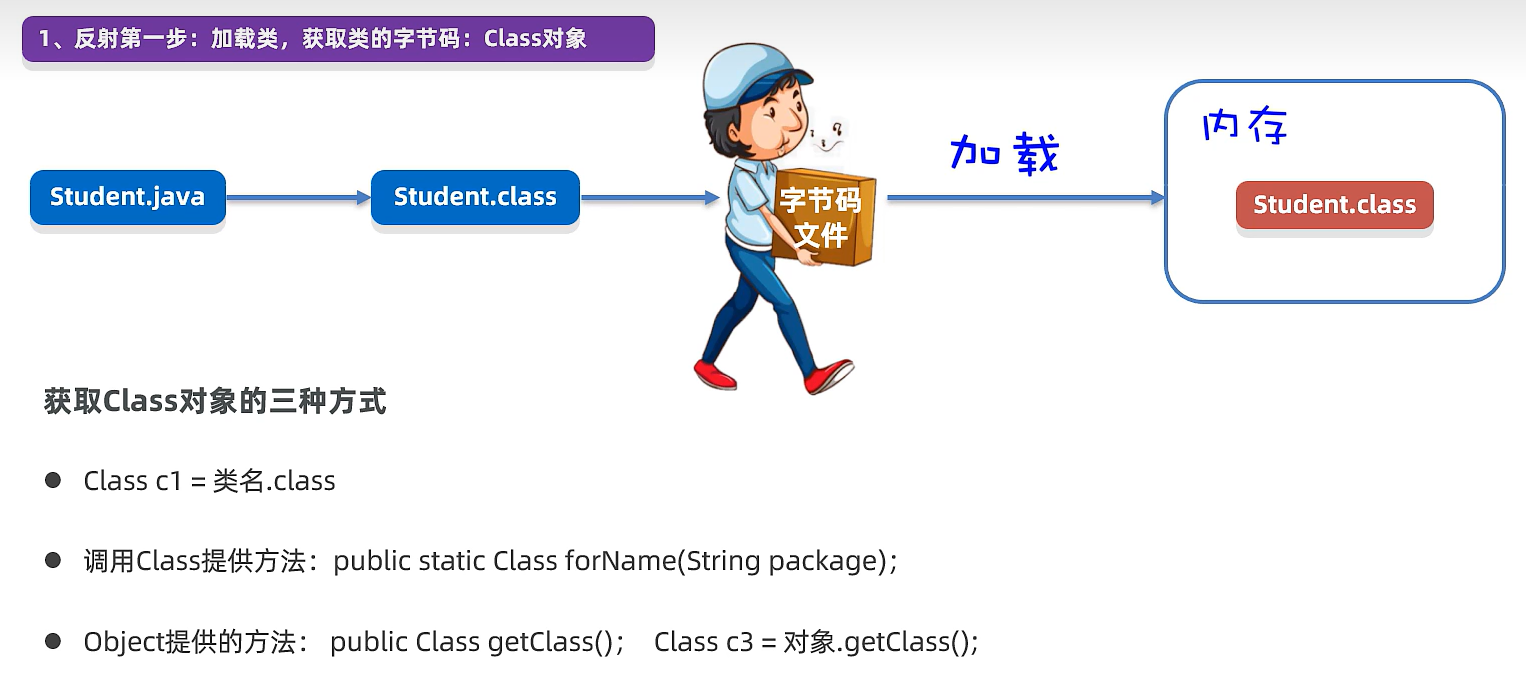 1、反射第一步：加载类，获取类的字节码：Class对象
Student.java
Student.class
字节码
文件
加载
内存
Student.class
获取Class对象的三种方式
● Class c1 = 类名.class
● 调用Class提供方法：public static Class forName(String package);
● Object提供的方法： public Class getClass(); Class c3 = 对象.getClass();